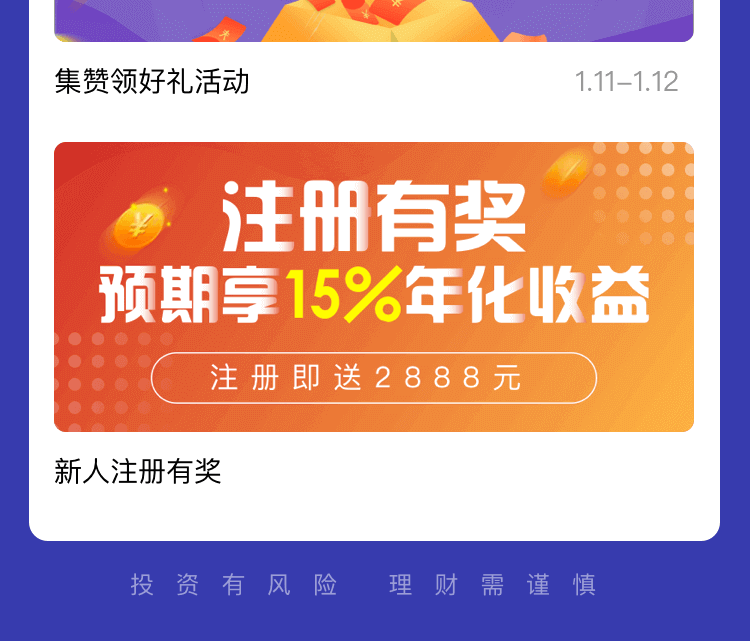 集赞领好礼活动 1.11-1.12
注册有奖
预期享15%年化收益
注册即送2888元
新人注册有奖
投资有风险 理财需谨慎